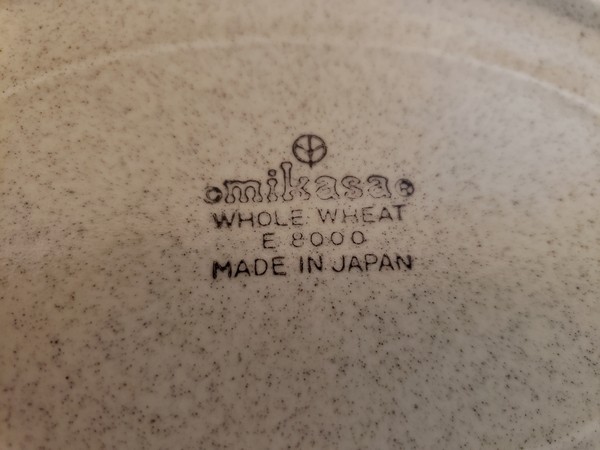 mikasa
WHOLE WHEAT
E 8000
MADE IN JAPAN